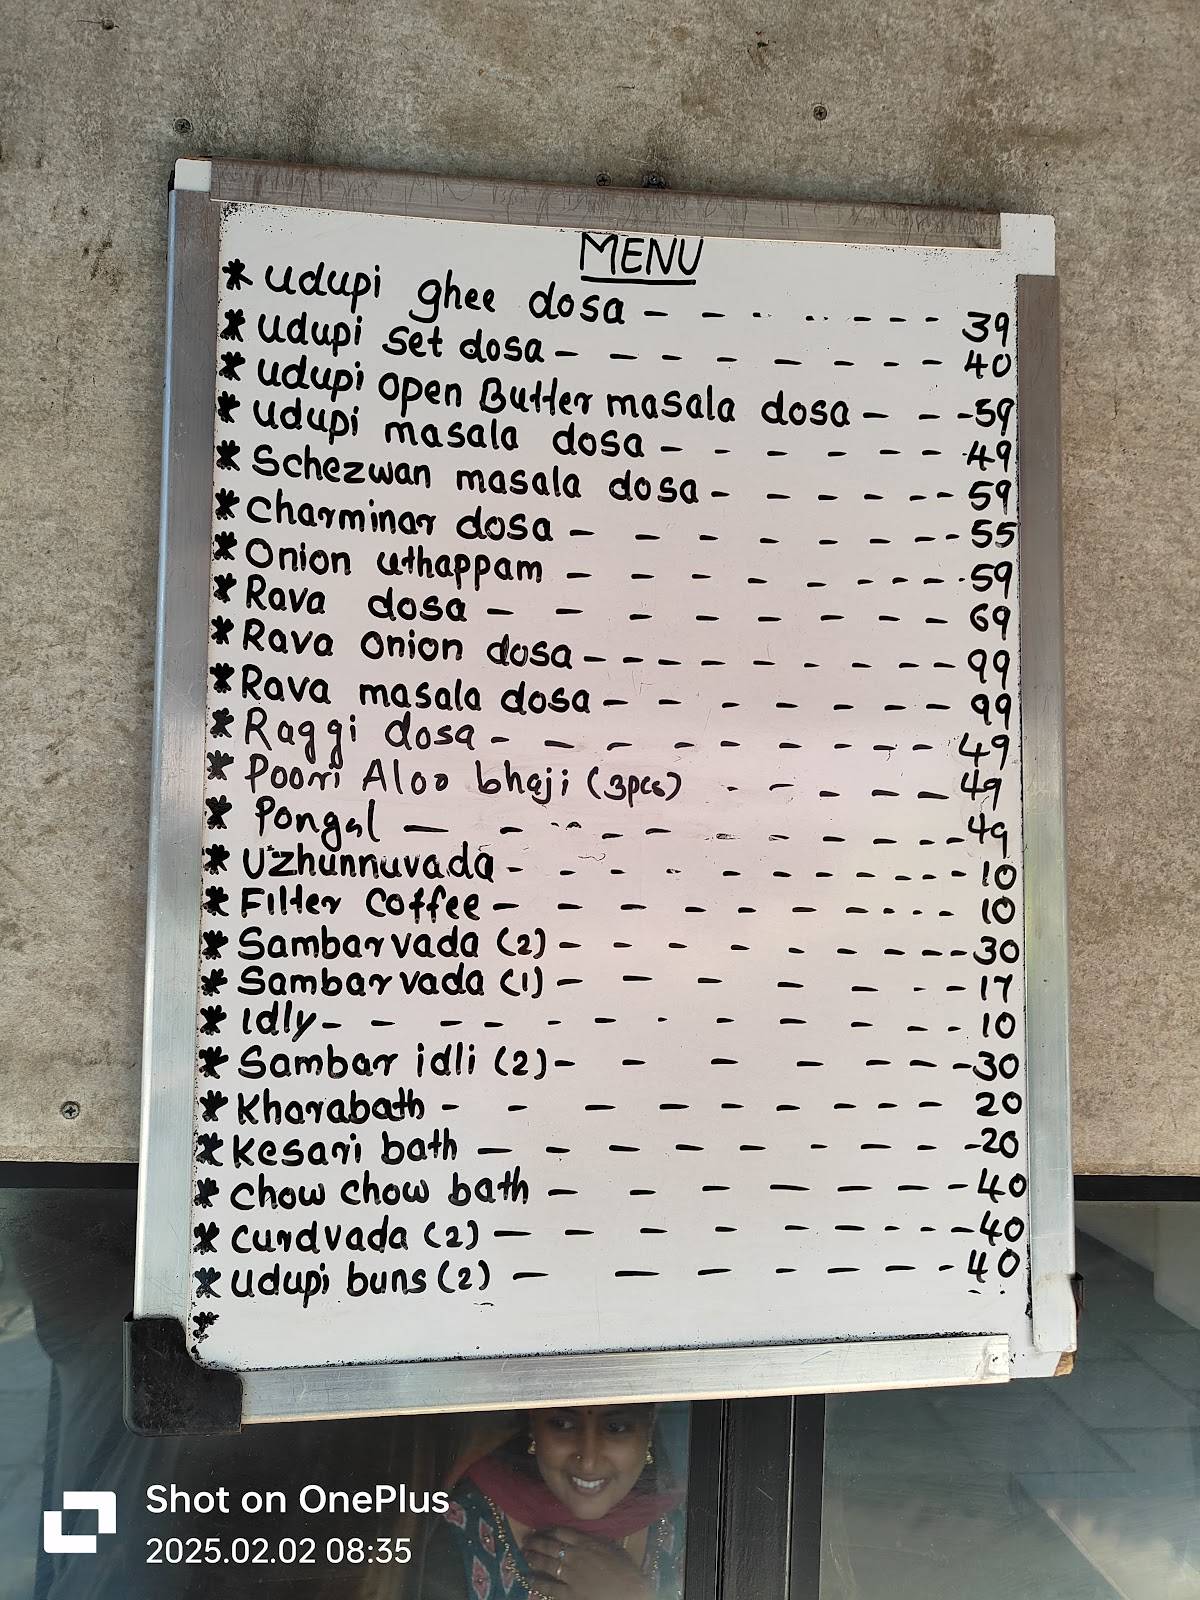 MENU
* Udupi ghee dosa - - - - - - - - 39
* Udupi Set dosa - - - - - - - - 40
* Udupi open Butter masala dosa - - - 59
* Udupi masala dosa - - - - - - - 49
* Schezwan masala dosa - - - - - - - 59
* Charminar dosa - - - - - - - - 55
* Onion uthappam - - - - - - - - - 59
* Rava dosa - - - - - - - - - 69
* Rava onion dosa - - - - - - - - - - 99
* Rava masala dosa - - - - - - - - 99
* Raggi dosa - - - - - - - - - 49
* Poori Aloo bhaji (3pcs) - - - - - 49
* Pongal - - - - - - - - - - 49
* Uzhunnuvada - - - - - - - - - - 10
* Filter Coffee - - - - - - - - - - - 10
* Sambar vada (2) - - - - - - - - - - 30
* Sambar vada (1) - - - - - - - 17
* Idly - - - - - - - - - - - - - 10
* Sambar idli (2) - - - - - - - 30
* Kharabath - - - - - - - - - 20
* Kesari bath - - - - - - - - - 20
* Chow chow bath - - - - - - - - 40
* Curdvada (2) - - - - - - - - - - 40
* Udupi buns (2) - - - - - - - - 40
*
Shot on OnePlus
2025.02.02 08:35